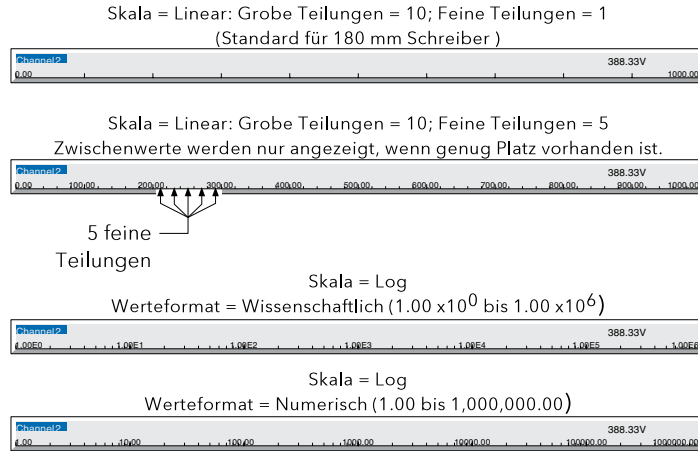 Skala = Linear: Grobe Teilungen = 10; Feine Teilungen = 1
(Standard für 180 mm Schreiber )
Channel2
388.33V
0.00 1000.00
Skala = Linear: Grobe Teilungen = 10; Feine Teilungen = 5
Zwischenwerte werden nur angezeigt, wenn genug Platz vorhanden ist.
Channel2
388.33V
0.00 100.00 200.00 300.00 400.00 500.00 600.00 700.00 800.00 900.00 1000.00
5 feine
Teilungen
Skala = Log
Werteformat = Wissenschaftlich (1.00 x10⁰ bis 1.00 x10⁶)
Channel2
388.33V
1.00E0 1.00E1 1.00E2 1.00E3 1.00E4 1.00E5 1.00E6
Skala = Log
Werteformat = Numerisch (1.00 bis 1,000,000.00)
Channel2
388.33V
1.00 10.00 100.00 1000.00 10000.00 100000.00 1000000.00